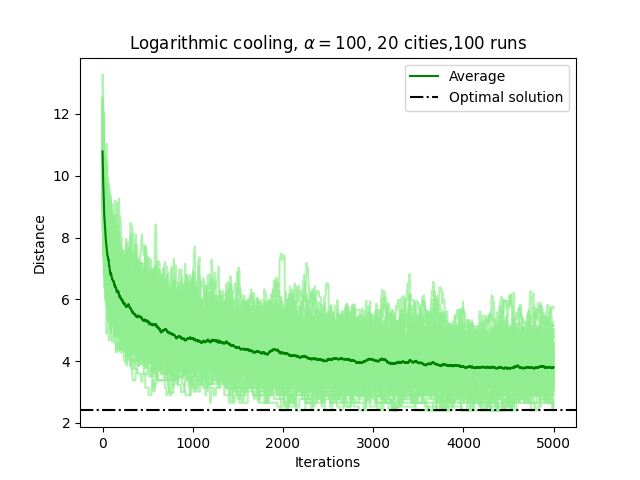 Logarithmic cooling, α = 100, 20 cities,100 runs
Average
Optimal solution
12
10
8
6
4
2
Distance
0 1000 2000 3000 4000 5000
Iterations